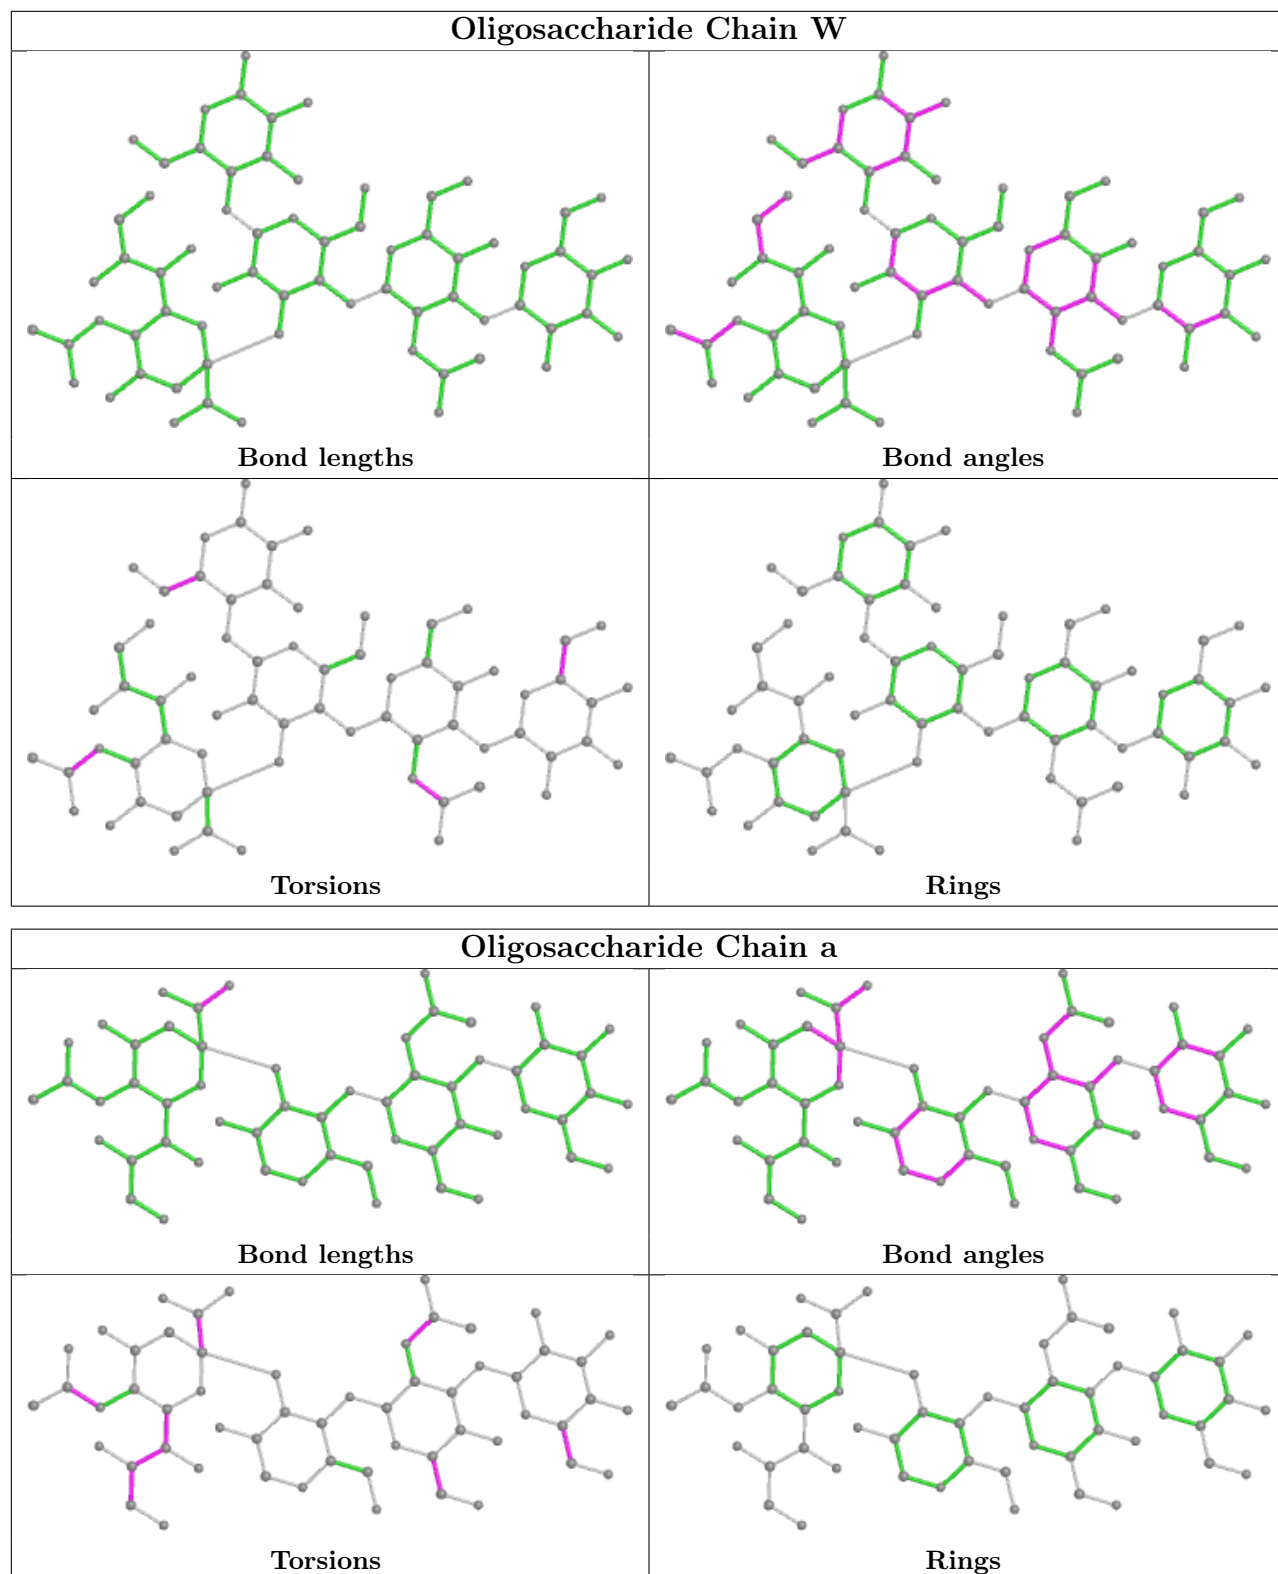 Oligosaccharide Chain W
Bond lengths
Bond angles
Torsions
Rings
Oligosaccharide Chain a
Bond lengths
Bond angles
Torsions
Rings